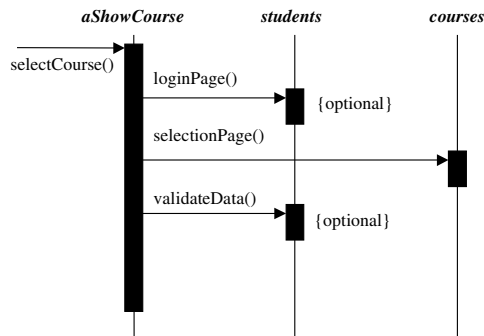 aShowCourse students courses
selectCourse()
loginPage()
{optional}
selectionPage()
validateData()
{optional}